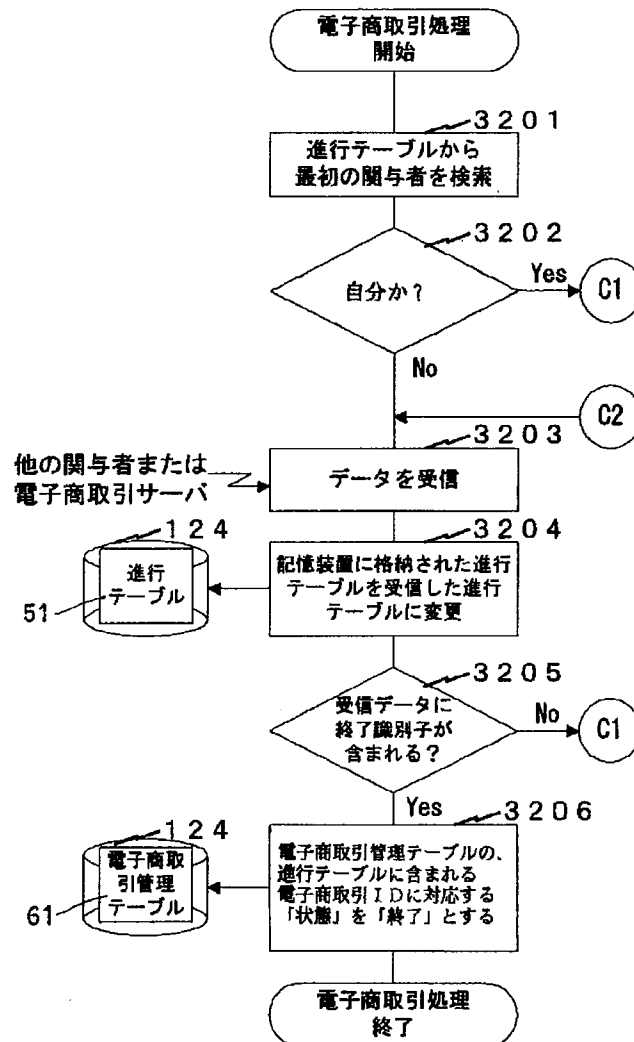 電子商取引処理
開始
3201
進行テーブルから
最初の関与者を検索
3202
自分か？
Yes
C1
No
C2
3203
他の関与者または
電子商取引サーバ
データを受信
3204
124
進行
テーブル
51
記憶装置に格納された進行
テーブルを受信した進行
テーブルに変更
3205
受信データに
終了識別子が
含まれる？
No
C1
Yes
3206
124
電子商取
引管理
テーブル
61
電子商取引管理テーブルの、
進行テーブルに含まれる
電子商取引IDに対応する
「状態」を「終了」とする
電子商取引処理
終了